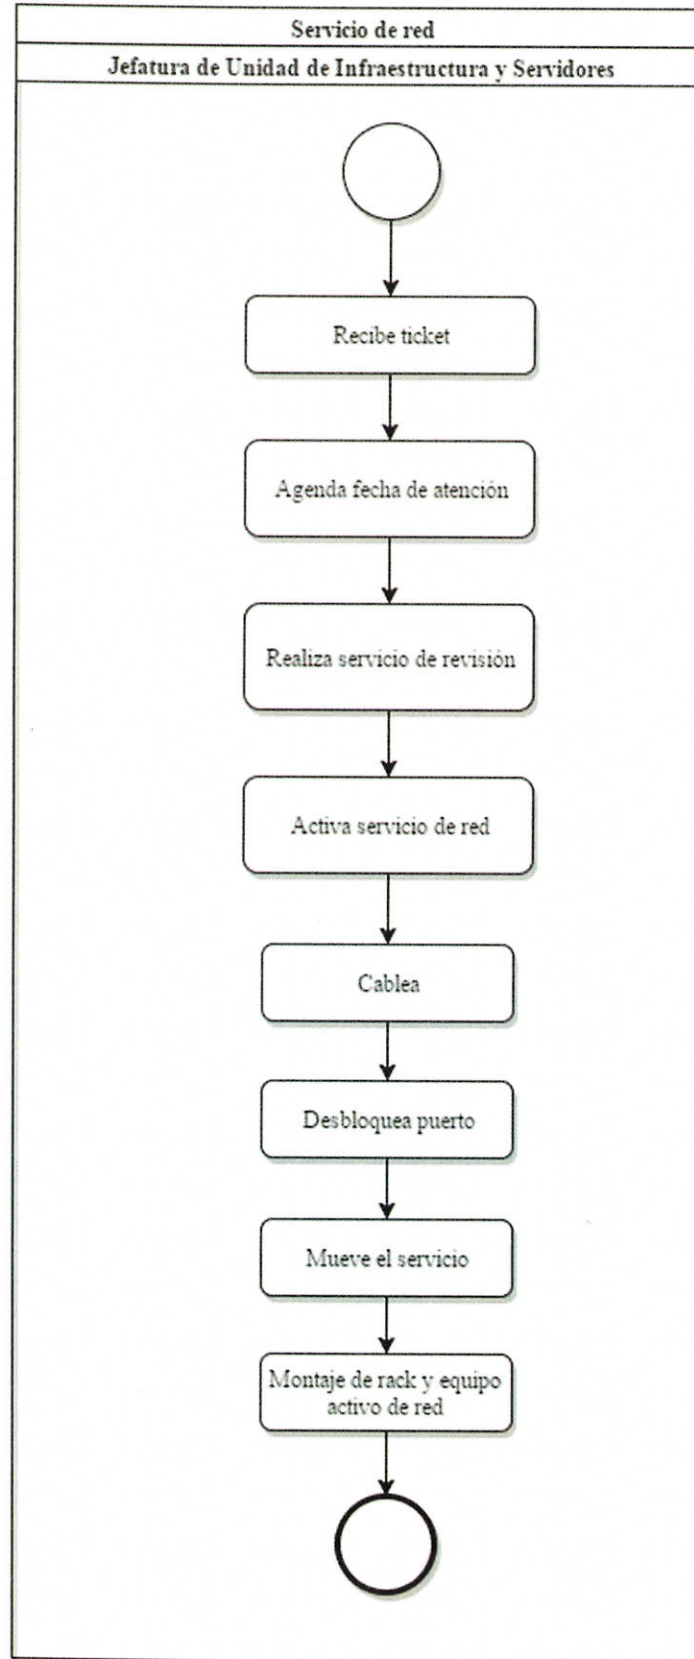 Servicio de red
Jefatura de Unidad de Infraestructura y Servidores
Recibe ticket
Agenda fecha de atención
Realiza servicio de revisión
Activa servicio de red
Cablea
Desbloquea puerto
Mueve el servicio
Montaje de rack y equipo
activo de red